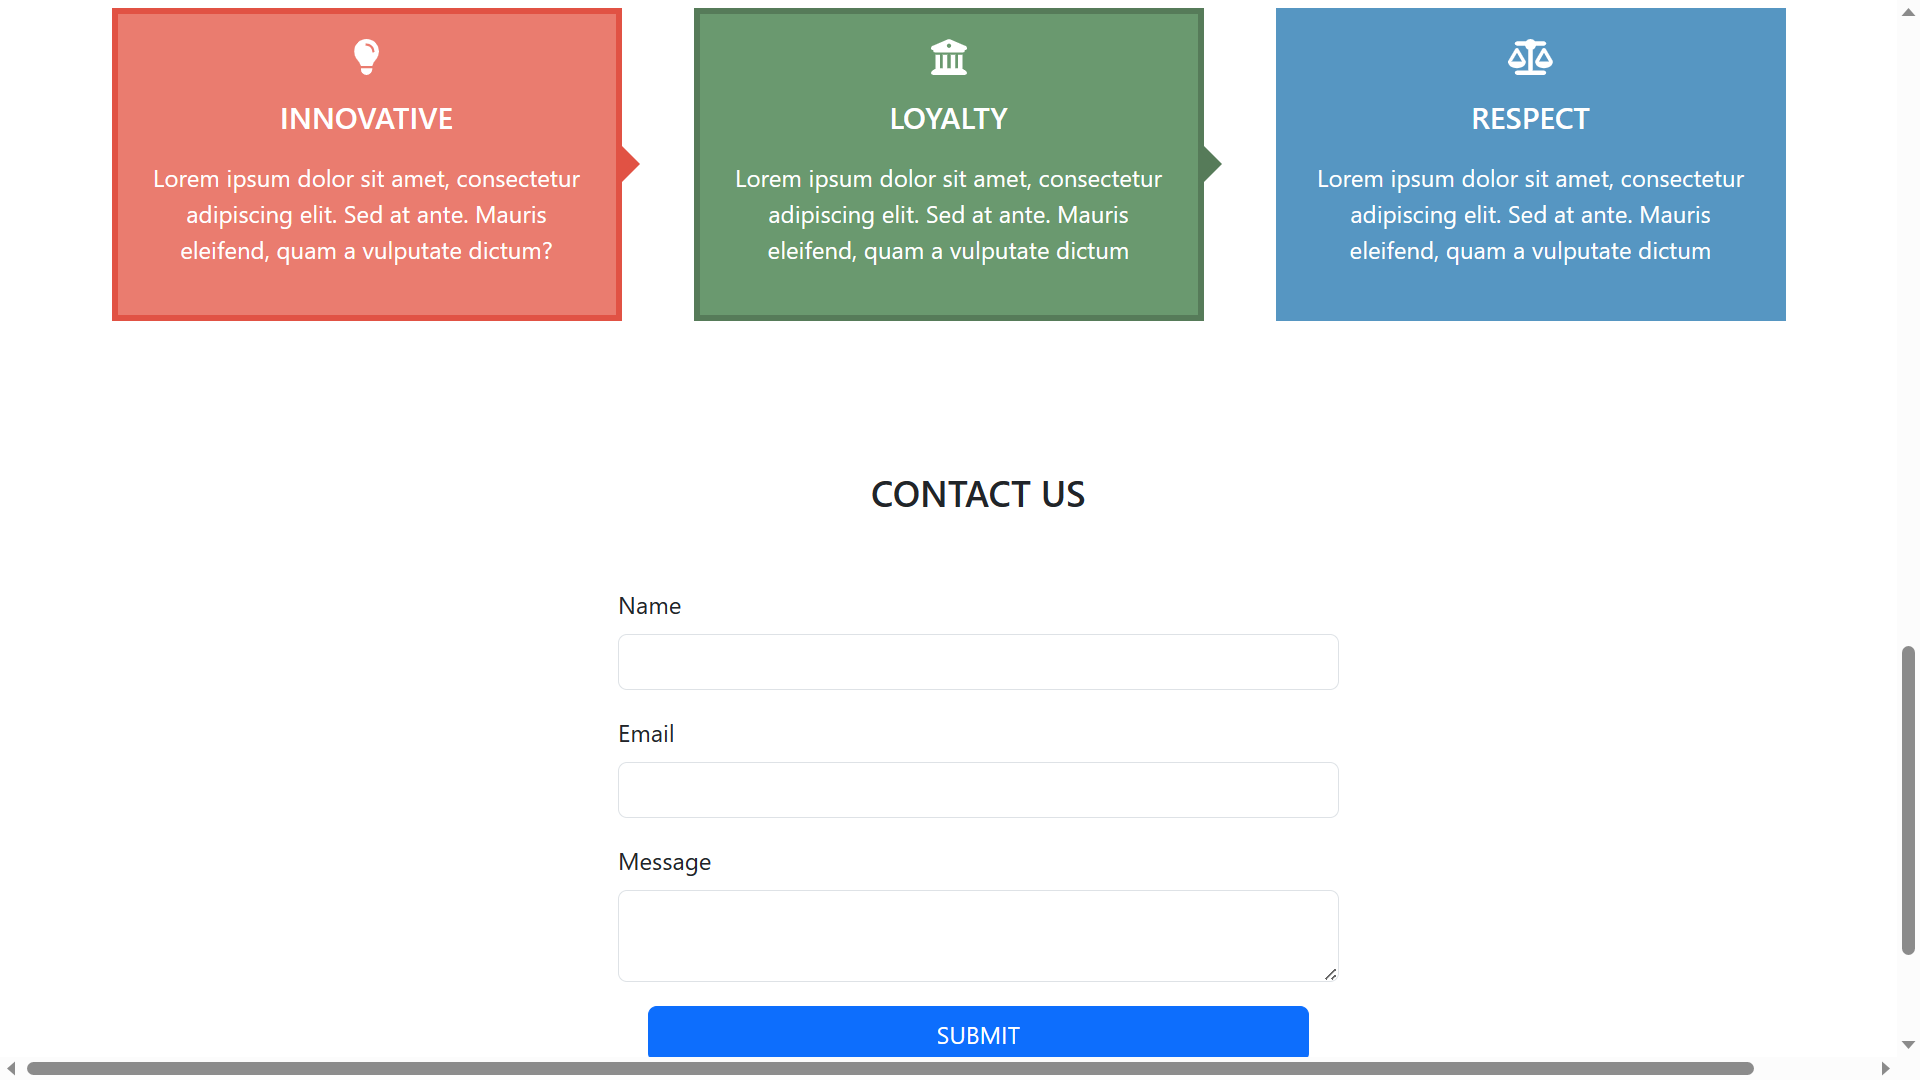 INNOVATIVE
Lorem ipsum dolor sit amet, consectetur
adipiscing elit. Sed at ante. Mauris
eleifend, quam a vulputate dictum?
LOYALTY
Lorem ipsum dolor sit amet, consectetur
adipiscing elit. Sed at ante. Mauris
eleifend, quam a vulputate dictum
RESPECT
Lorem ipsum dolor sit amet, consectetur
adipiscing elit. Sed at ante. Mauris
eleifend, quam a vulputate dictum
CONTACT US
Name
Email
Message
SUBMIT